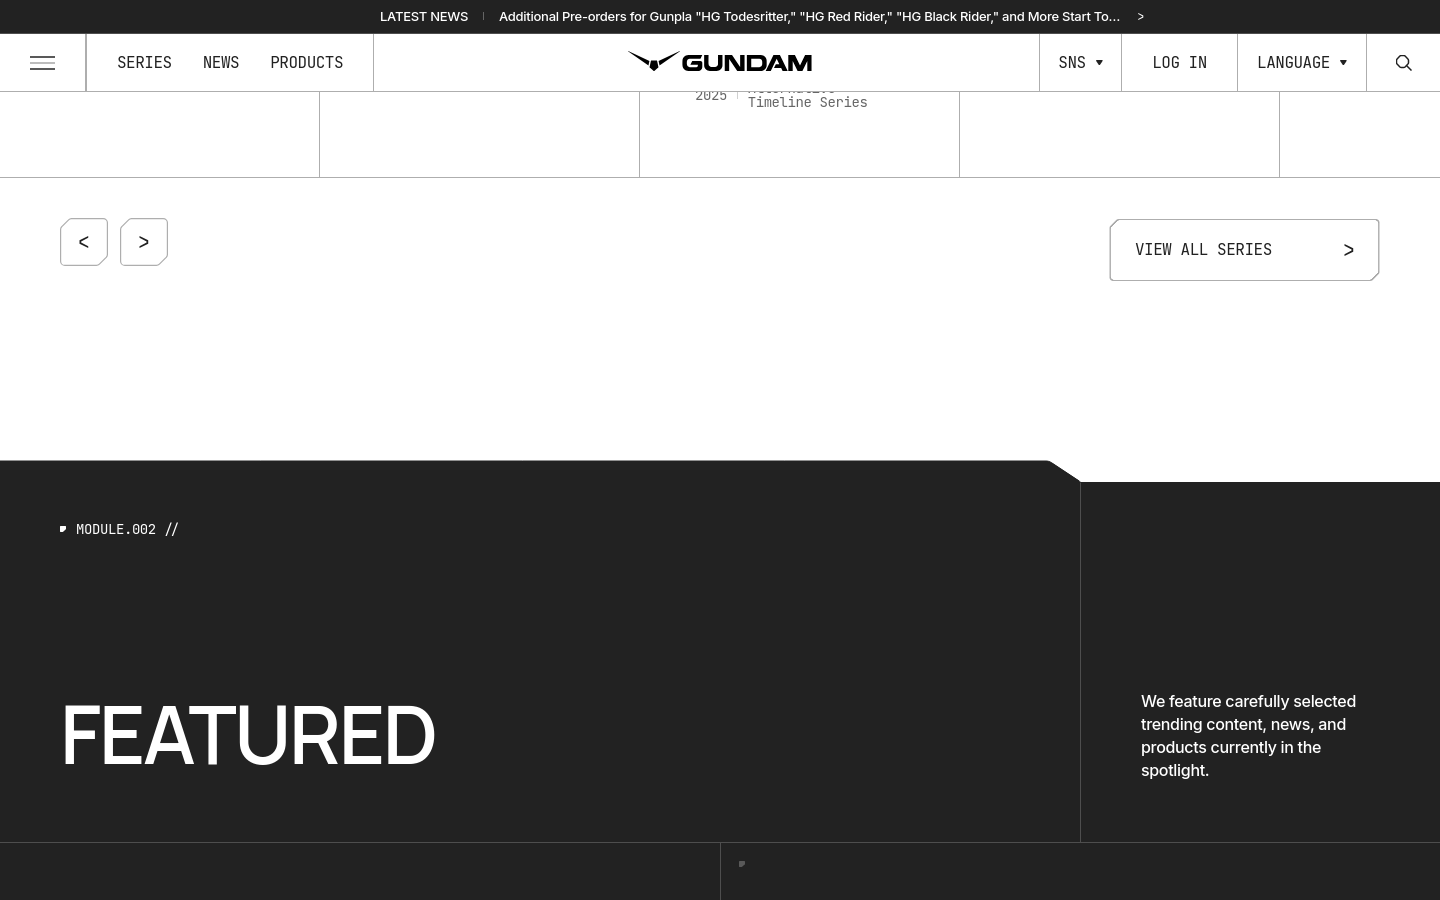 LATEST NEWS
Additional Pre-orders for Gunpla "HG Todesritter," "HG Red Rider," "HG Black Rider," and More Start To... >
SERIES
NEWS
PRODUCTS
GUNDAM
SNS
LOG IN
LANGUAGE
2025
Timeline Series
<
>
VIEW ALL SERIES >
MODULE.002 //
FEATURED
We feature carefully selected
trending content, news, and
products currently in the
spotlight.